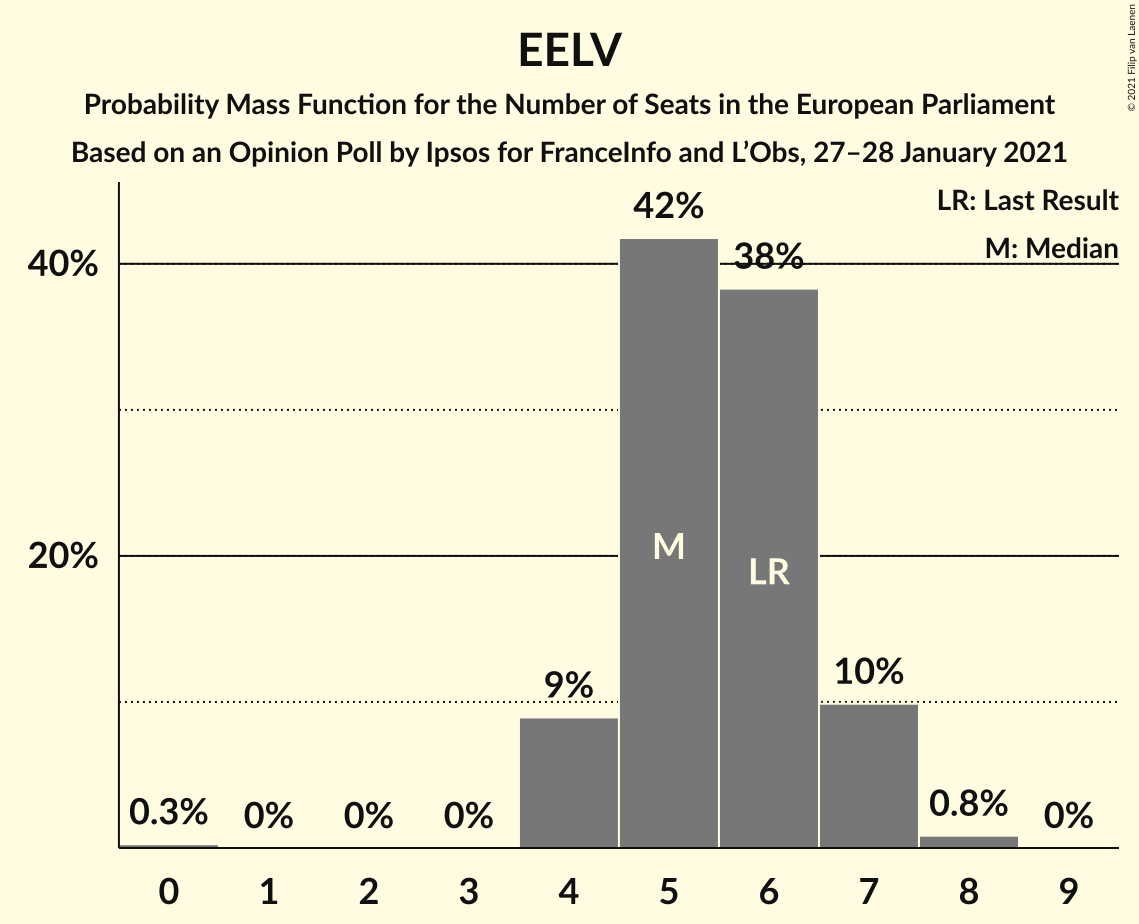 EELV
Probability Mass Function for the Number of Seats in the European Parliament
Based on an Opinion Poll by Ipsos for FranceInfo and L’Obs, 27–28 January 2021
© 2021 Filip van Laenen
LR: Last Result
M: Median
40%
20%
0.3%
0%
0%
0%
9%
42%
38%
10%
0.8%
0%
M
LR
0 1 2 3 4 5 6 7 8 9